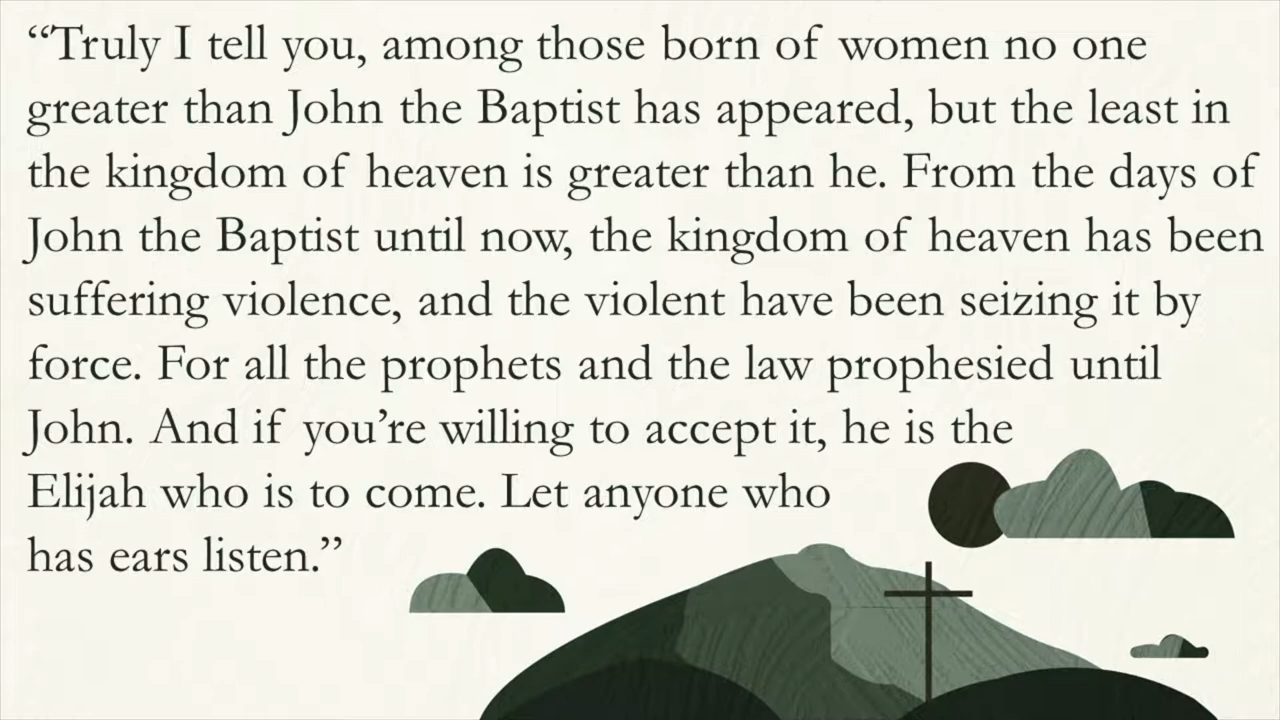 “Truly I tell you, among those born of women no one
greater than John the Baptist has appeared, but the least in
the kingdom of heaven is greater than he. From the days of
John the Baptist until now, the kingdom of heaven has been
suffering violence, and the violent have been seizing it by
force. For all the prophets and the law prophesied until
John. And if you’re willing to accept it, he is the
Elijah who is to come. Let anyone who
has ears listen.”